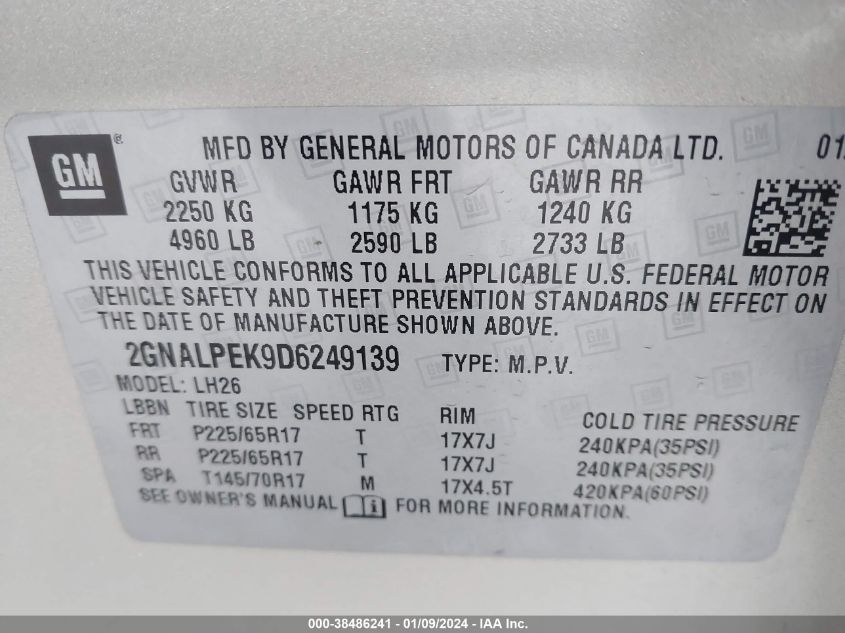 MFD BY GENERAL MOTORS OF CANADA LTD. 01
GM®
GVWR GAWR FRT GAWR RR
2250 KG 1175 KG 1240 KG
4960 LB 2590 LB 2733 LB
THIS VEHICLE CONFORMS TO ALL APPLICABLE U.S. FEDERAL MOTOR
VEHICLE SAFETY AND THEFT PREVENTION STANDARDS IN EFFECT ON
THE DATE OF MANUFACTURE SHOWN ABOVE.
2GNALPEK9D6249139 TYPE: M.P.V.
MODEL: LH26
LBBN TIRE SIZE SPEED RTG RIM COLD TIRE PRESSURE
FRT P225/65R17 T 17X7J 240KPA(35PSI)
RR P225/65R17 T 17X7J 240KPA(35PSI)
SPA T145/70R17 M 17X4.5T 420KPA(60PSI)
SEE OWNER'S MANUAL FOR MORE INFORMATION.
000-38486241 - 01/09/2024 - IAA Inc.